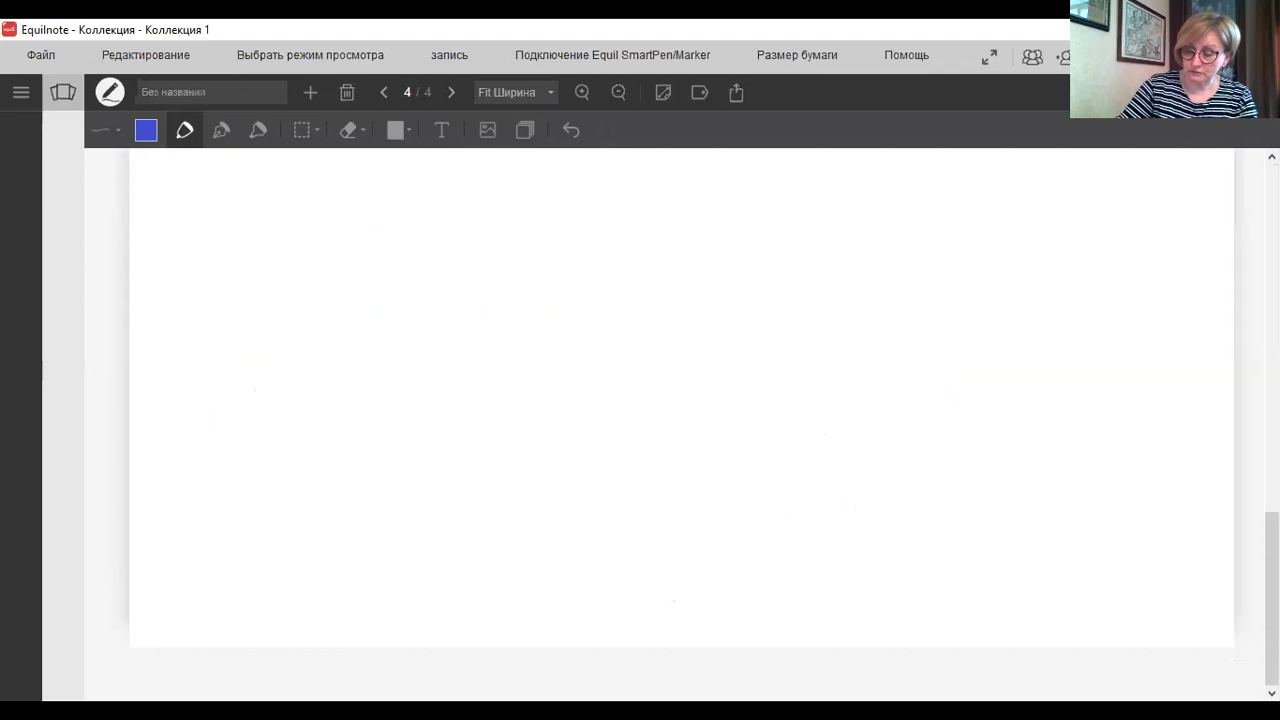 Equilnote - Коллекция - Коллекция 1
Файл Редактирование Выбрать режим просмотра запись Подключение Equil SmartPen/Marker Размер бумаги Помощь
Без названия 4 / 4 Fit Ширина
T